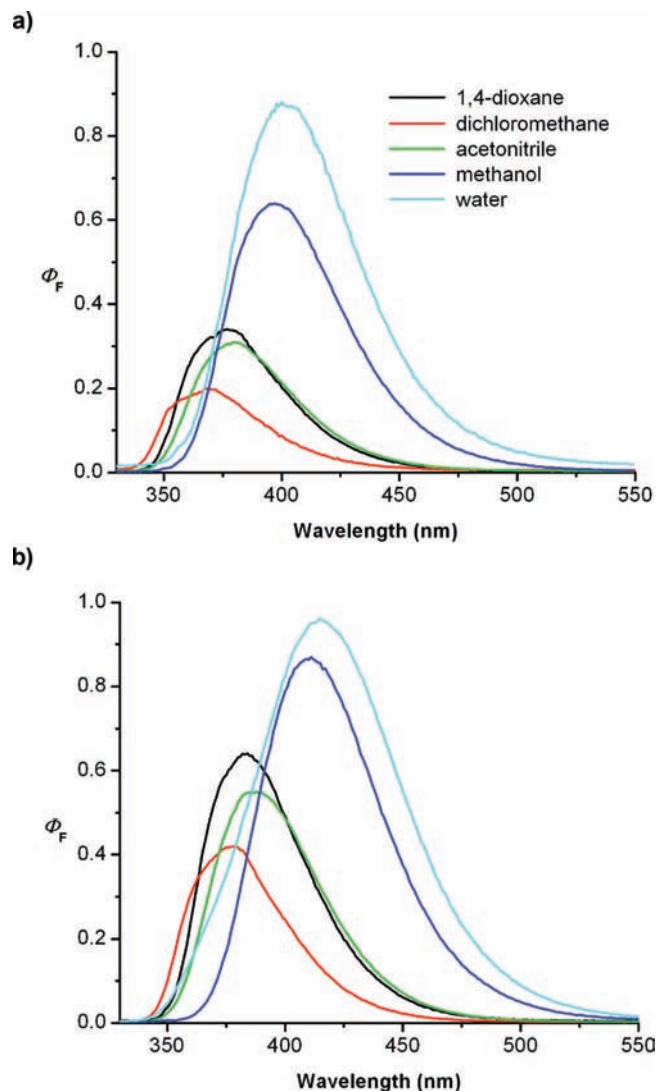 a)
1.0
0.8
0.6
0.4
0.2
0.0
ΦF
1,4-dioxane
dichloromethane
acetonitrile
methanol
water
350 400 450 500 550
Wavelength (nm)
b)
1.0
0.8
0.6
0.4
0.2
0.0
ΦF
350 400 450 500 550
Wavelength (nm)